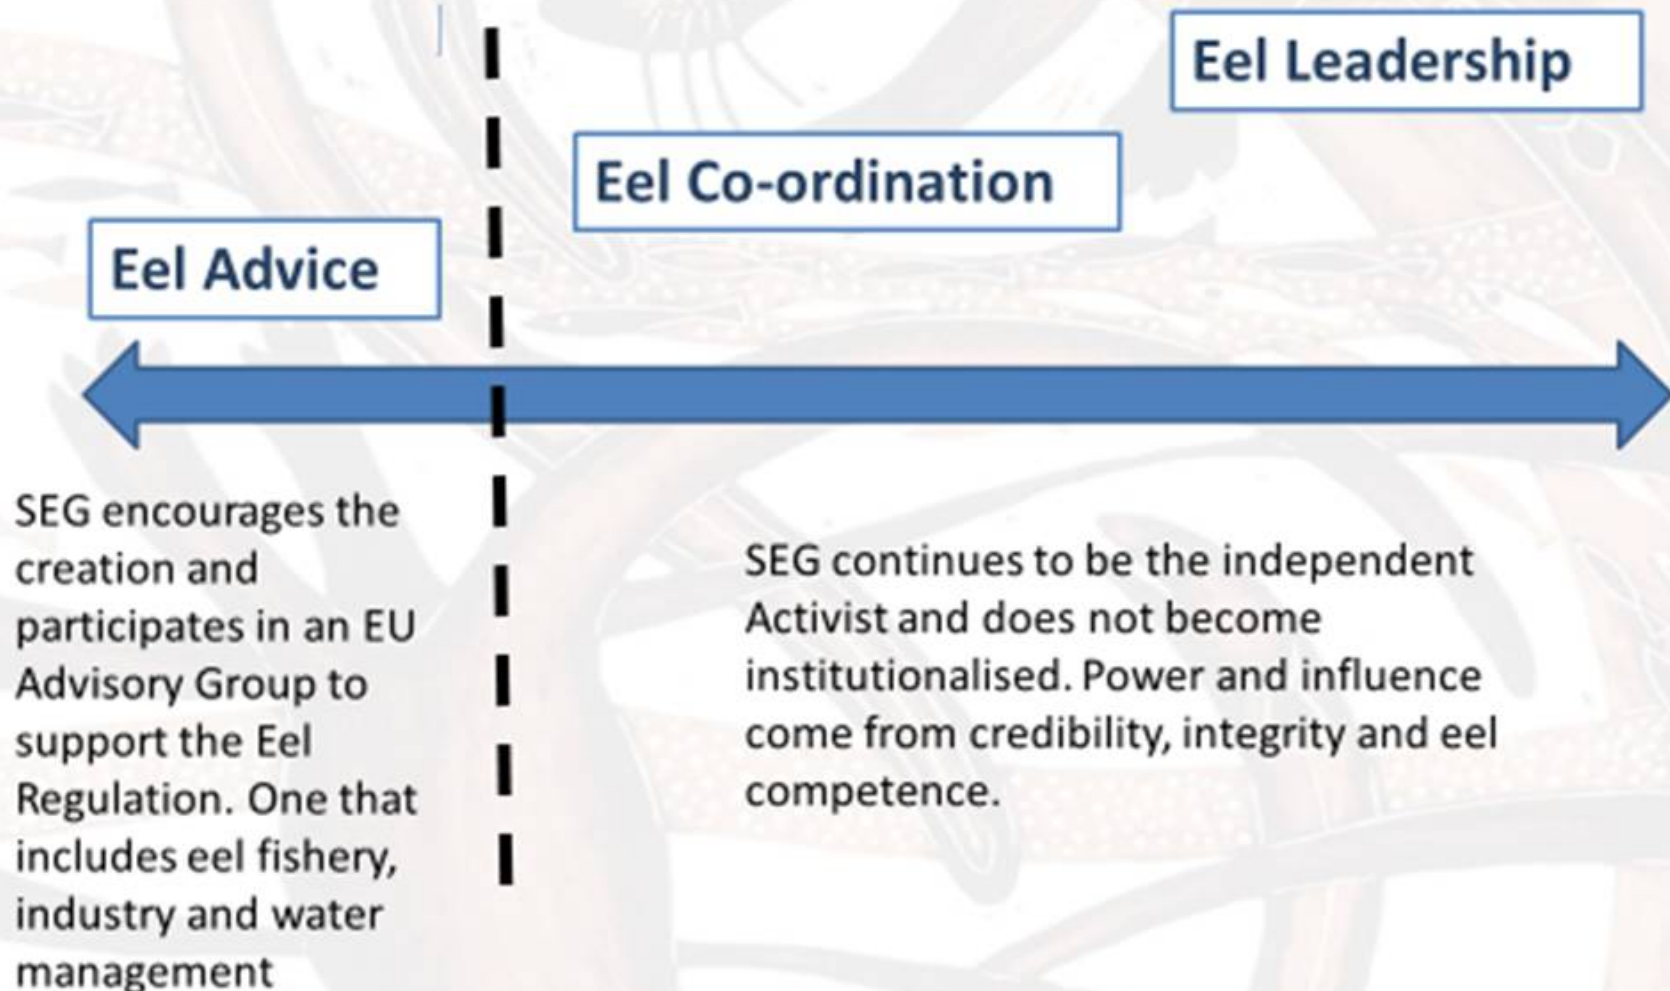 Eel Leadership
Eel Co-ordination
Eel Advice
SEG encourages the
creation and
participates in an EU
Advisory Group to
support the Eel
Regulation. One that
includes eel fishery,
industry and water
management
SEG continues to be the independent
Activist and does not become
institutionalised. Power and influence
come from credibility, integrity and eel
competence.